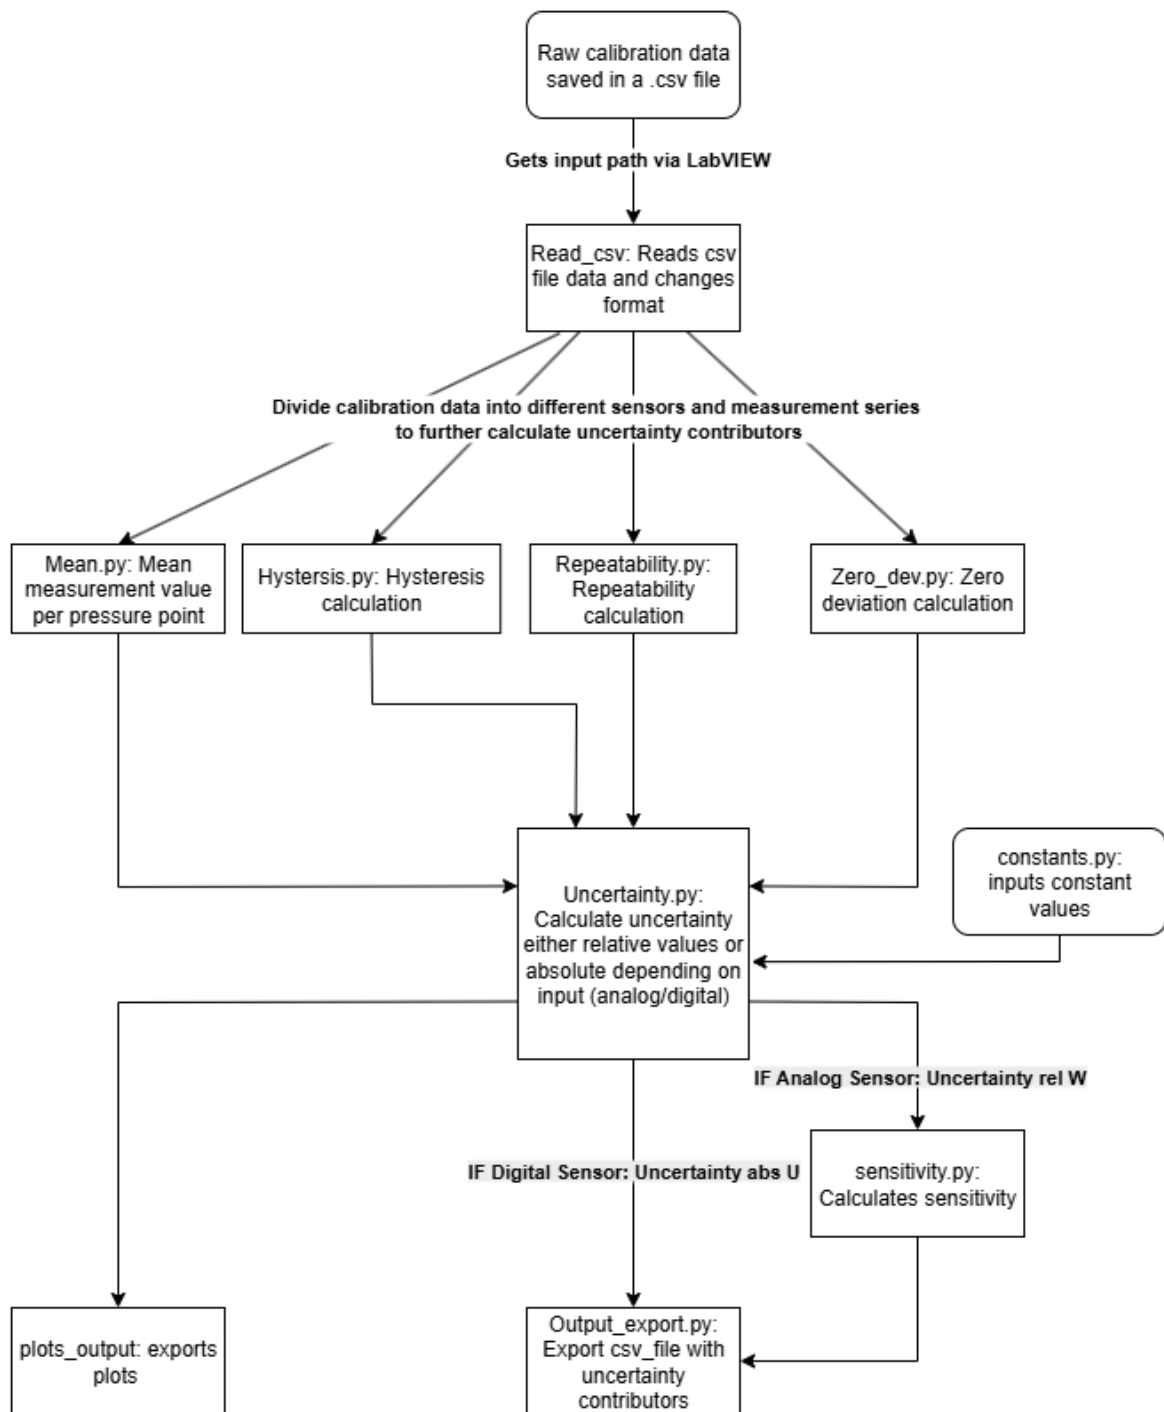 Raw calibration data
saved in a .csv file
Gets input path via LabVIEW
Read_csv: Reads csv
file data and changes
format
Divide calibration data into different sensors and measurement series
to further calculate uncertainty contributors
Mean.py: Mean
measurement value
per pressure point
Hystersis.py: Hysteresis
calculation
Repeatability.py:
Repeatability
calculation
Zero_dev.py: Zero
deviation calculation
constants.py:
inputs constant
values
Uncertainty.py:
Calculate uncertainty
either relative values or
absolute depending on
input (analog/digital)
IF Analog Sensor: Uncertainty rel W
IF Digital Sensor: Uncertainty abs U
sensitivity.py:
Calculates sensitivity
plots_output: exports
plots
Output_export.py:
Export csv_file with
uncertainty
contributors